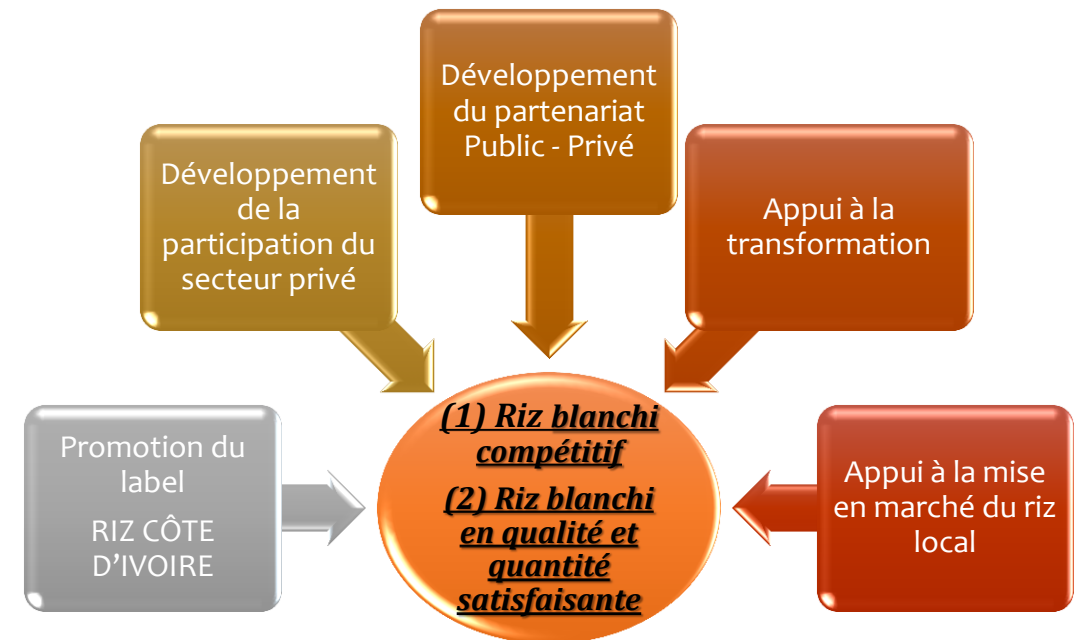 Développement
du partenariat
Public - Privé
Développement
de la
participation du
secteur privé
Appui à la
transformation
Promotion du
label
RIZ CÔTE
D’IVOIRE
(1) Riz blanchi
compétitif
(2) Riz blanchi
en qualité et
quantité
satisfaisante
Appui à la mise
en marché du riz
local